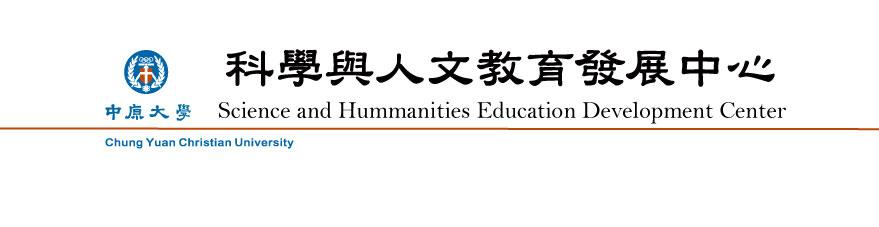 科學與人文教育發展中心
中原大學 Science and Hummanities Education Development Center
Chung Yuan Christian University